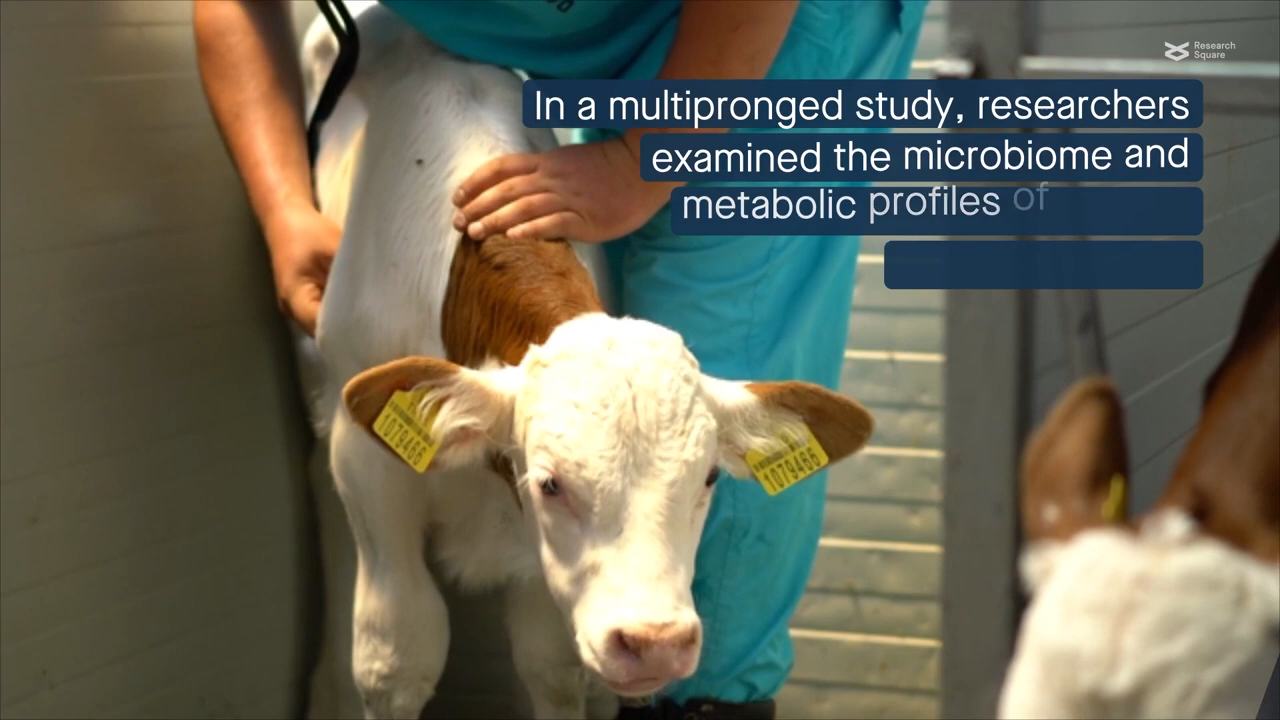 Research
Square
In a multipronged study, researchers
examined the microbiome and
metabolic profiles of
1079466
1079466